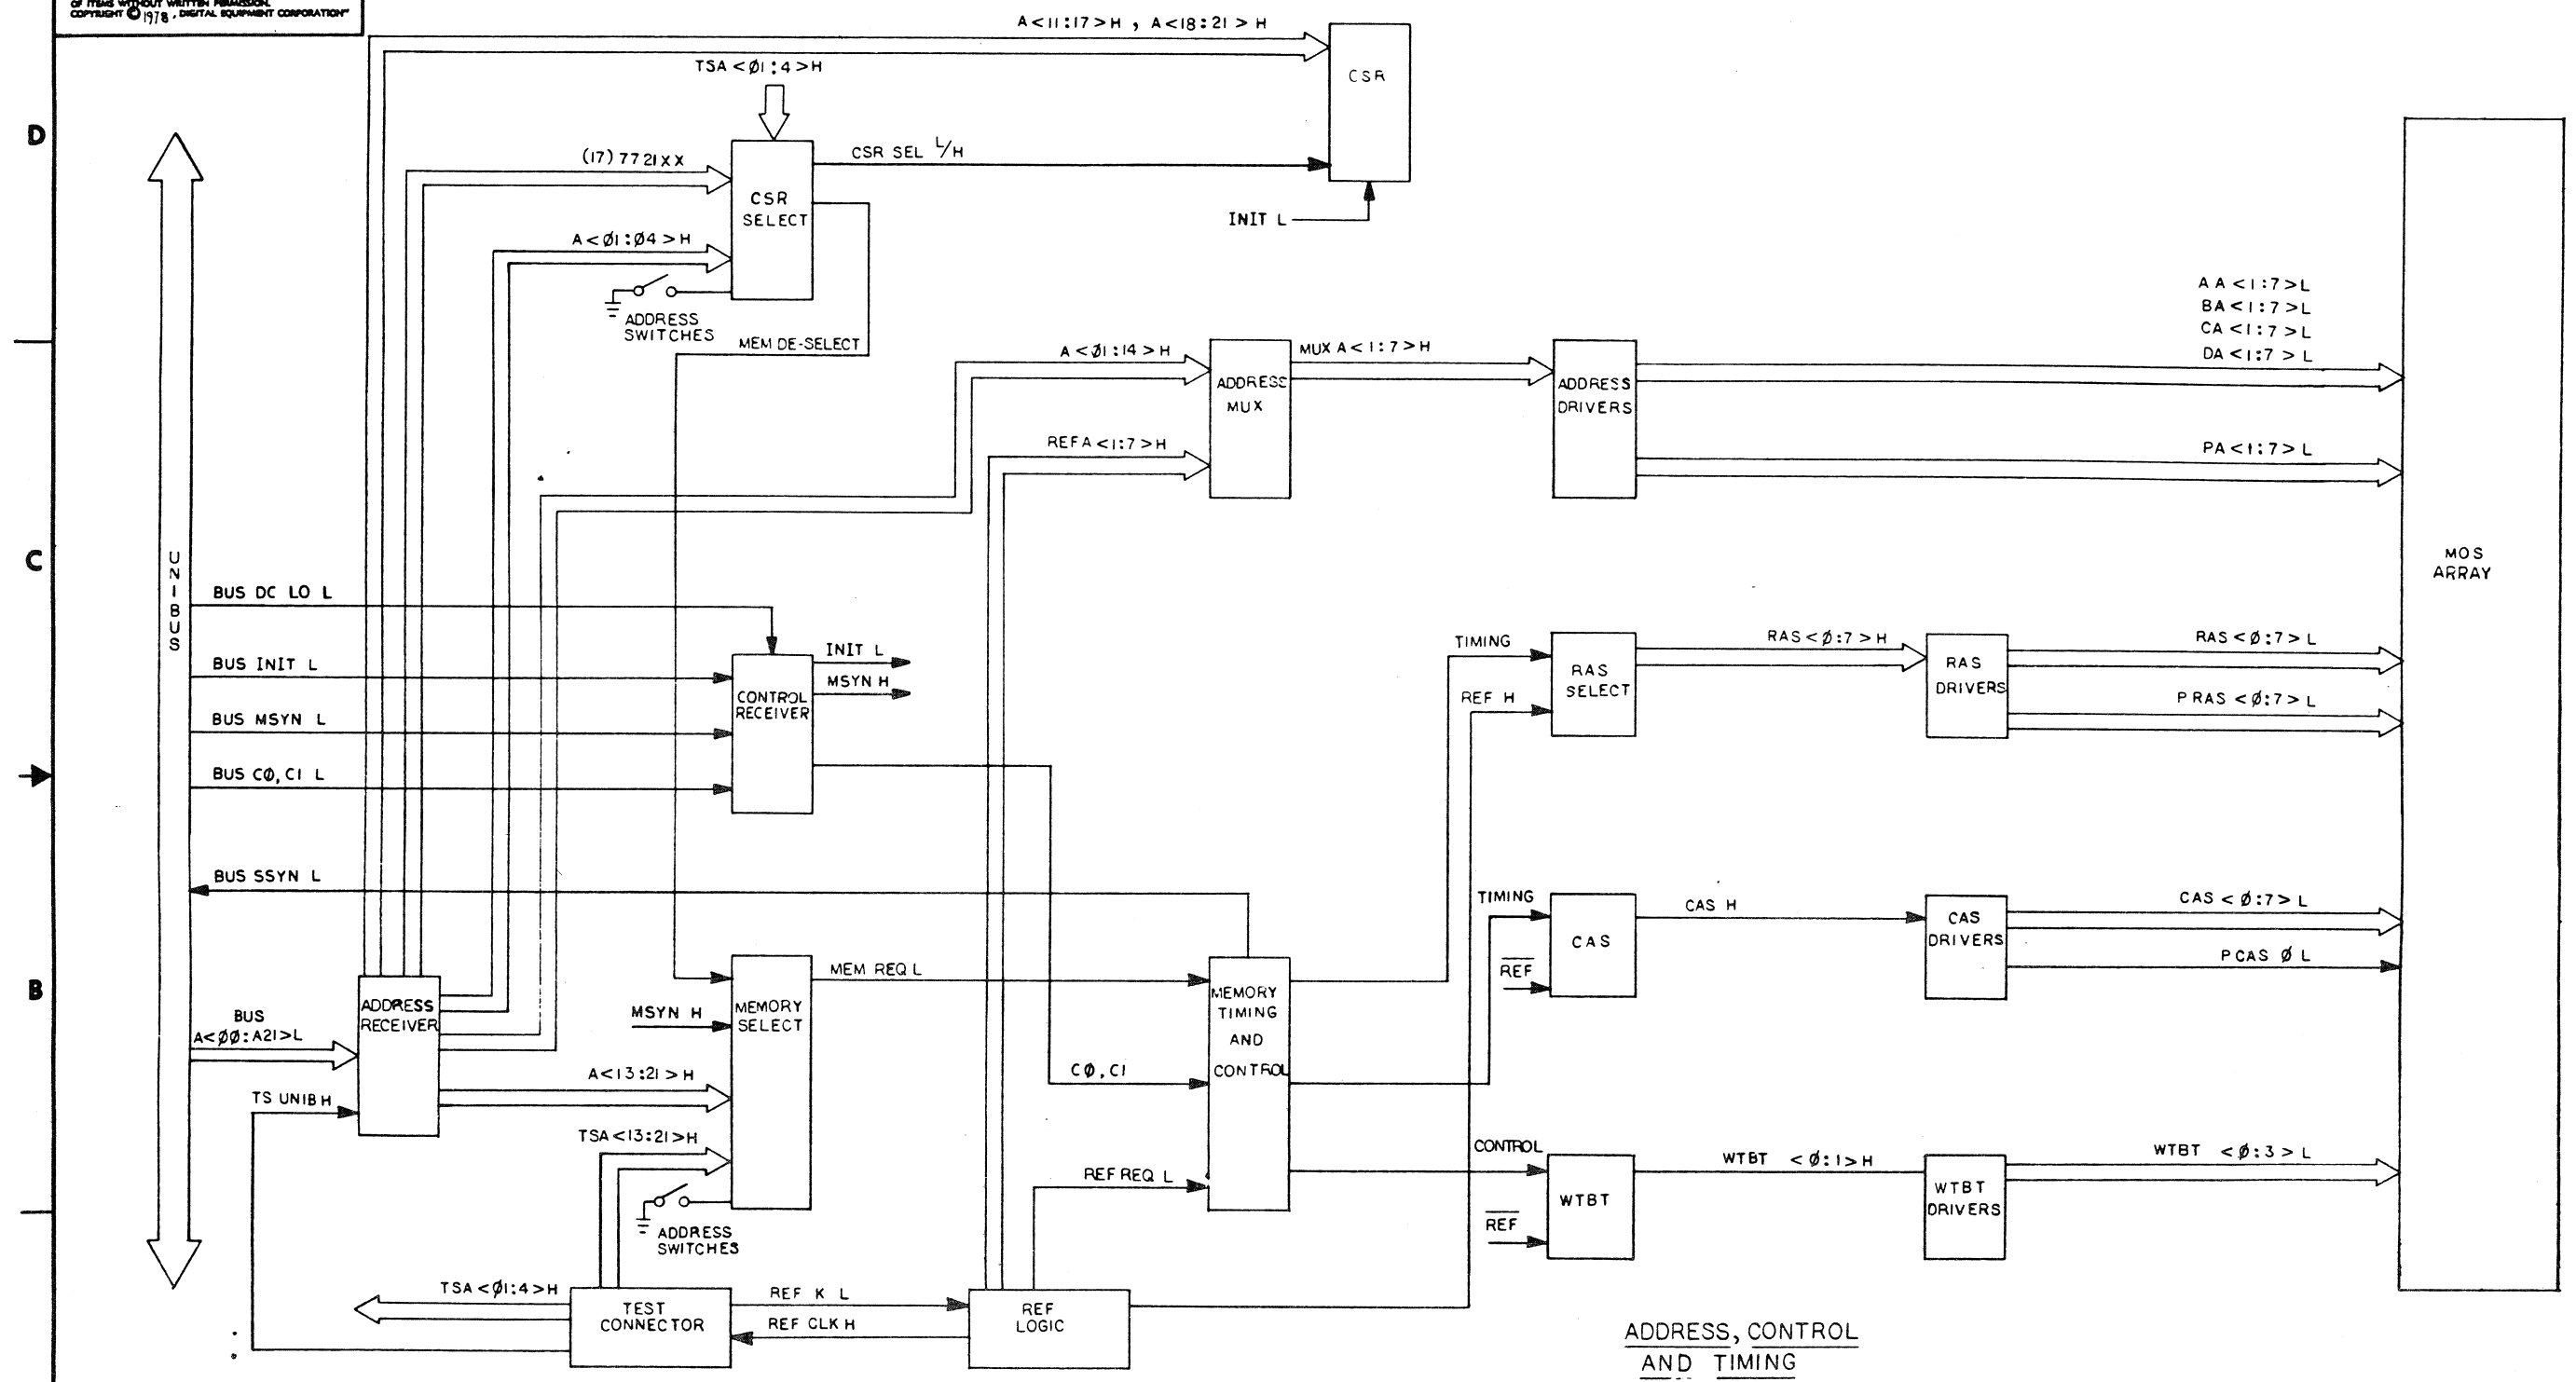 OF ITEMS WITHOUT WRITTEN PERMISSION.
COPYRIGHT © 1978, DIGITAL EQUIPMENT CORPORATION"
A<11:17>H , A<18:21>H
TSA<Ø1:4>H
CSR
D
(17)7721XX
CSR SEL L/H
CSR
SELECT
INIT L
A<Ø1:Ø4>H
ADDRESS
SWITCHES
MEM DE-SELECT
AA<1:7>L
BA<1:7>L
CA<1:7>L
DA<1:7>L
A<Ø1:14>H
MUX A<1:7>H
ADDRESS
MUX
ADDRESS
DRIVERS
REFA<1:7>H
PA<1:7>L
C
UNIBUS
MOS
ARRAY
BUS DC LO L
BUS INIT L
BUS MSYN L
BUS CØ,C1 L
CONTROL
RECEIVER
INIT L
MSYN H
TIMING
REF H
RAS
SELECT
RAS<Ø:7>H
RAS
DRIVERS
RAS<Ø:7>L
PRAS<Ø:7>L
BUS SSYN L
TIMING
REF
CAS
CAS H
CAS
DRIVERS
CAS<Ø:7>L
PCAS Ø L
B
BUS
A<ØØ:A21>L
ADDRESS
RECEIVER
TS UNIB H
MEM REQ L
MSYN H
MEMORY
SELECT
A<13:21>H
TSA<13:21>H
ADDRESS
SWITCHES
MEMORY
TIMING
AND
CONTROL
CØ,C1
REF REQ L
CONTROL
REF
WTBT
WTBT <Ø:1>H
WTBT
DRIVERS
WTBT <Ø:3>L
TSA<Ø1:4>H
TEST
CONNECTOR
REF K L
REF CLK H
REF
LOGIC
ADDRESS, CONTROL
AND TIMING